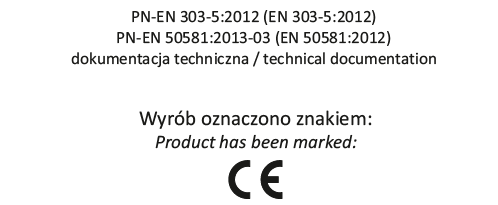 PN-EN 303-5:2012 (EN 303-5:2012)
PN-EN 50581:2013-03 (EN 50581:2012)
dokumentacja techniczna / technical documentation
Wyrób oznaczono znakiem:
Product has been marked:
CE